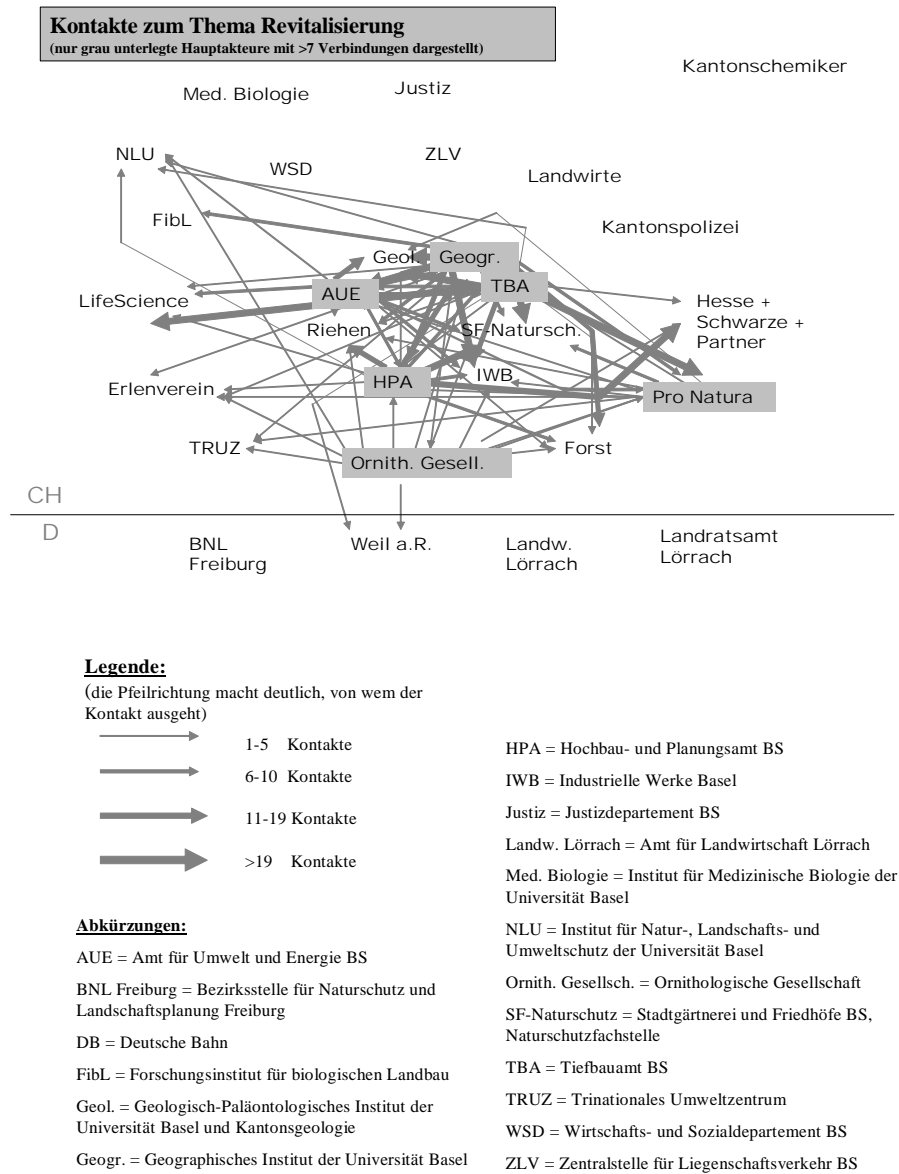 Kontakte zum Thema Revitalisierung
(nur grau unterlegte Hauptakteure mit >7 Verbindungen dargestellt)
Kantonschemiker
Justiz
Med. Biologie
NLU
ZLV
WSD
Landwirte
FibL
Kantonspolizei
Geol.
Geogr.
TBA
AUE
LifeScience
Hesse +
Schwarze +
Partner
Riehen
SF-Natursch.
IWB
HPA
Erlenverein
Pro Natura
TRUZ
Forst
Ornith. Gesell.
CH
D
BNL
Freiburg
Weil a.R.
Landw.
Lörrach
Landratsamt
Lörrach
Legende:
(die Pfeilrichtung macht deutlich, von wem der
Kontakt ausgeht)
1-5 Kontakte
6-10 Kontakte
11-19 Kontakte
>19 Kontakte
Abkürzungen:
AUE = Amt für Umwelt und Energie BS
BNL Freiburg = Bezirksstelle für Naturschutz und
Landschaftsplanung Freiburg
DB = Deutsche Bahn
FibL = Forschungsinstitut für biologischen Landbau
Geol. = Geologisch-Paläontologisches Institut der
Universität Basel und Kantonsgeologie
Geogr. = Geographisches Institut der Universität Basel
HPA = Hochbau- und Planungsamt BS
IWB = Industrielle Werke Basel
Justiz = Justizdepartement BS
Landw. Lörrach = Amt für Landwirtschaft Lörrach
Med. Biologie = Institut für Medizinische Biologie der
Universität Basel
NLU = Institut für Natur-, Landschafts- und
Umweltschutz der Universität Basel
Ornith. Gesellsch. = Ornithologische Gesellschaft
SF-Naturschutz = Stadtgärtnerei und Friedhöfe BS,
Naturschutzfachstelle
TBA = Tiefbauamt BS
TRUZ = Trinationales Umweltzentrum
WSD = Wirtschafts- und Sozialdepartement BS
ZLV = Zentralstelle für Liegenschaftsverkehr BS